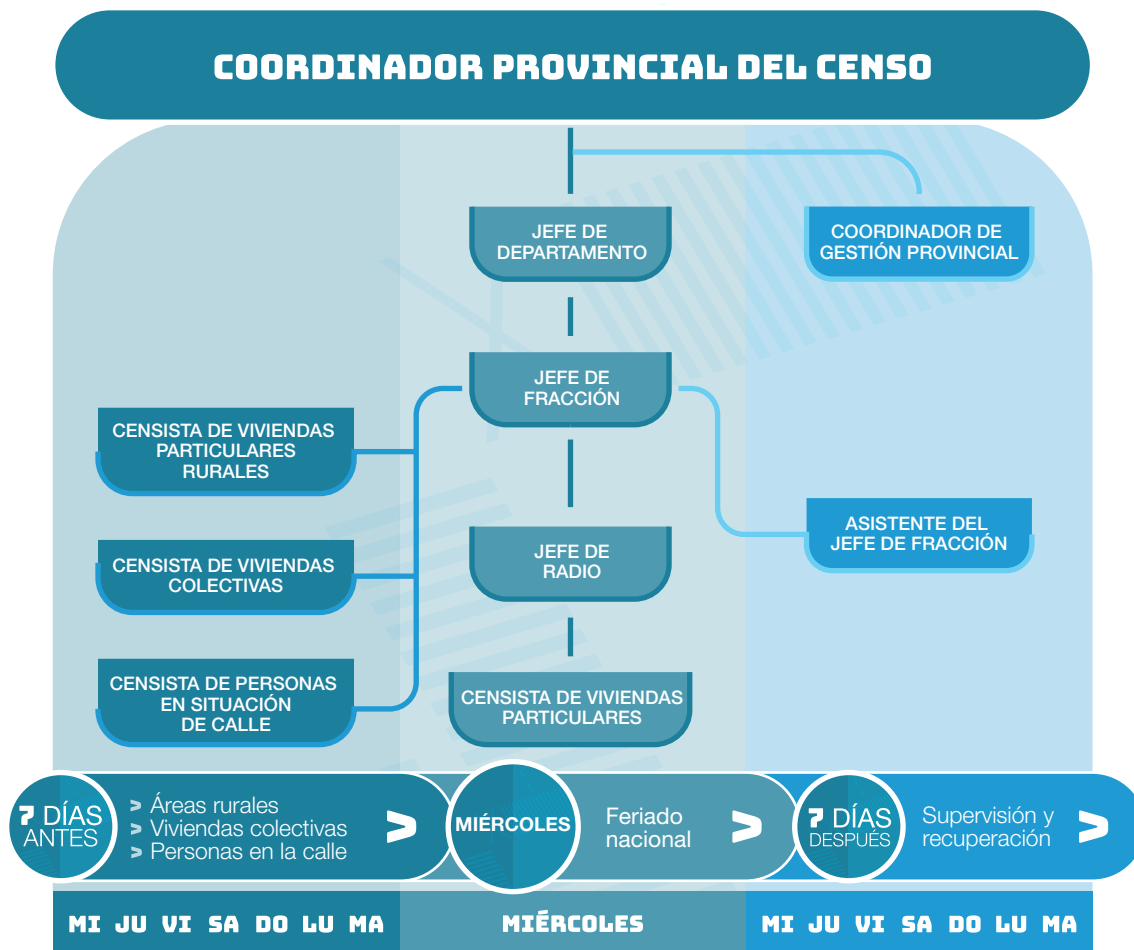 COORDINADOR PROVINCIAL DEL CENSO
JEFE DE
DEPARTAMENTO
COORDINADOR DE
GESTIÓN PROVINCIAL
JEFE DE
FRACCIÓN
CENSISTA DE VIVIENDAS
PARTICULARES
RURALES
CENSISTA DE VIVIENDAS
COLECTIVAS
CENSISTA DE PERSONAS
EN SITUACIÓN
DE CALLE
JEFE DE
RADIO
ASISTENTE DEL
JEFE DE FRACCIÓN
CENSISTA DE VIVIENDAS
PARTICULARES
7 DÍAS
ANTES
> Áreas rurales
> Viviendas colectivas
> Personas en la calle
>
MIÉRCOLES
Feriado
nacional
>
7 DÍAS
DESPUÉS
Supervisión y
recuperación
>
MI JU VI SA DO LU MA
MIÉRCOLES
MI JU VI SA DO LU MA